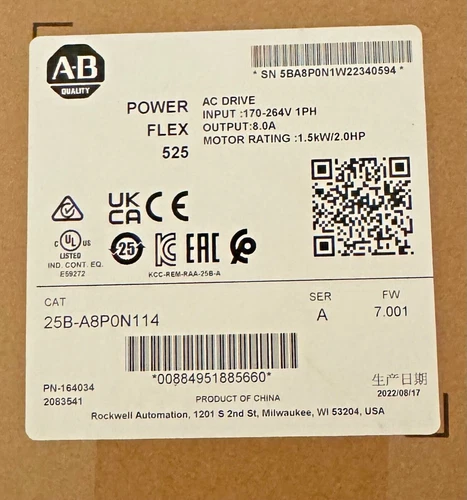 A-B
QUALITY
* SN 5BA8P0N1W22340594 *
POWER
FLEX
525
AC DRIVE
INPUT :170-264V 1PH
OUTPUT:8.0A
MOTOR RATING :1.5kW/2.0HP
UK
CA CE
c UL US
LISTED
IND. CONT. EQ.
E59272
25
EAC
KCC-REM-RAA-25B-A
CAT
SER
FW
25B-A8P0N114
A
7.001
*00884951885660*
PN-164034
2083541
PRODUCT OF CHINA
生产日期
2022/08/17
Rockwell Automation, 1201 S 2nd St, Milwaukee, WI 53204, USA